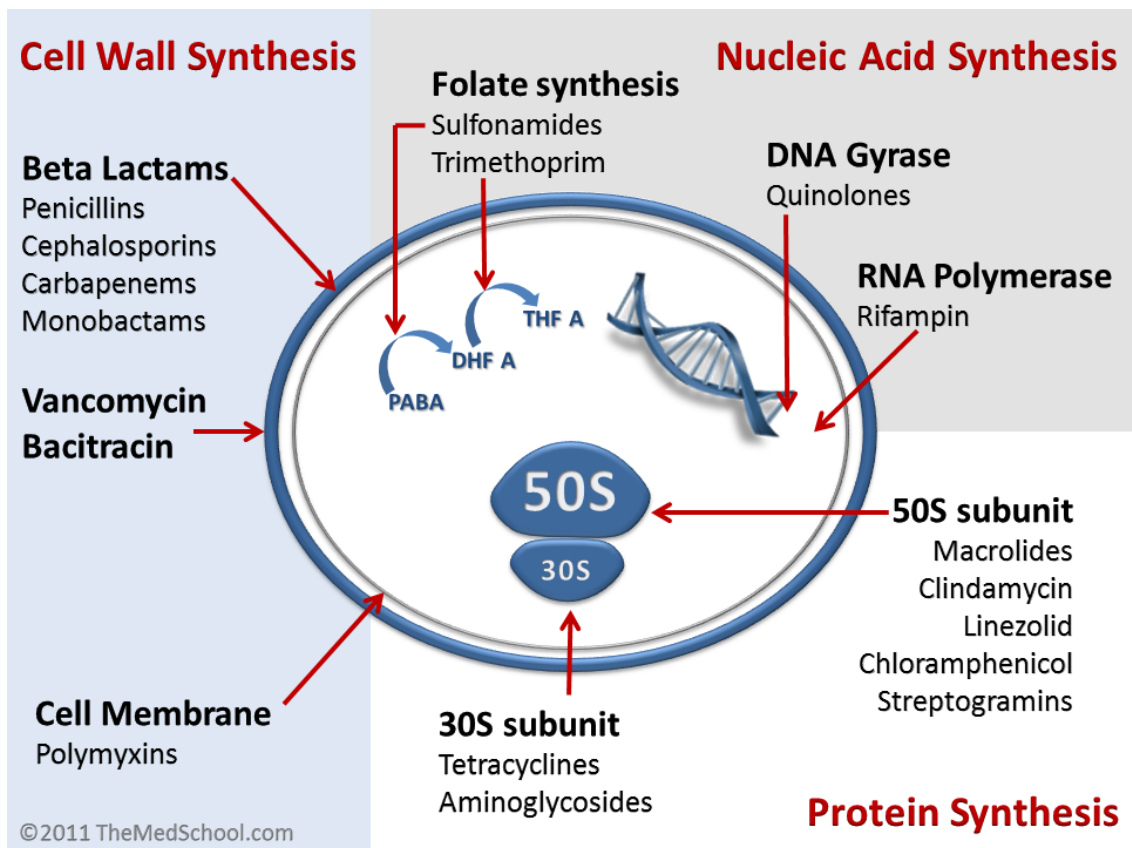 Cell Wall Synthesis
Beta Lactams
Penicillins
Cephalosporins
Carbapenems
Monobactams
Vancomycin
Bacitracin
Cell Membrane
Polymyxins
©2011 TheMedSchool.com
Nucleic Acid Synthesis
Folate synthesis
Sulfonamides
Trimethoprim
DNA Gyrase
Quinolones
RNA Polymerase
Rifampin
THF A
DHF A
PABA
50S
30S
50S subunit
Macrolides
Clindamycin
Linezolid
Chloramphenicol
Streptogramins
30S subunit
Tetracyclines
Aminoglycosides
Protein Synthesis